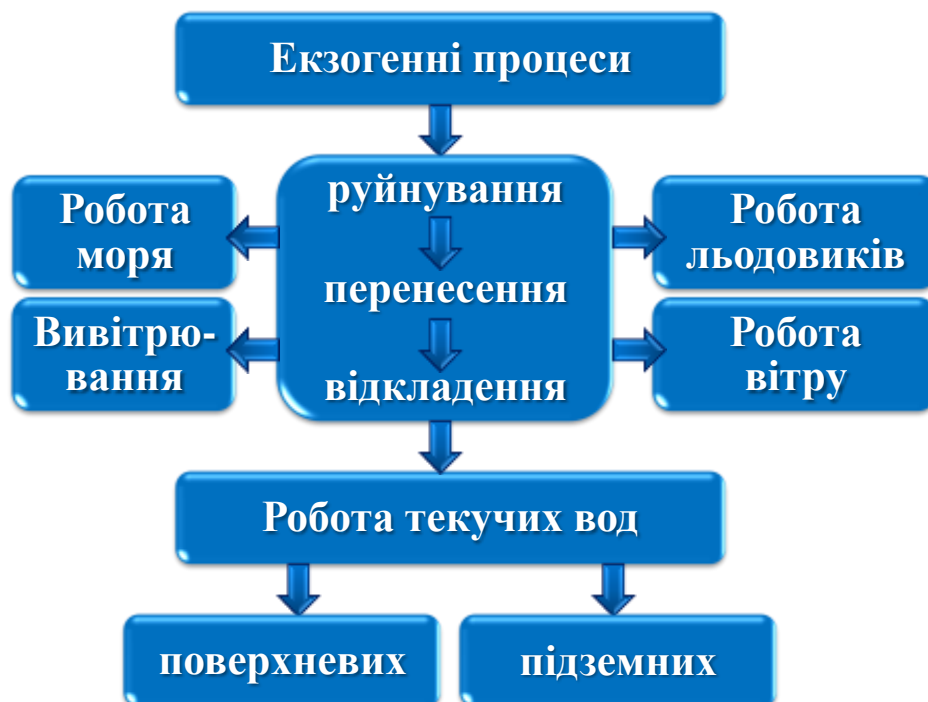 Екзогенні процеси
руйнування
перенесення
відкладення
Робота
моря
Вивітрю-
вання
Робота
льодовиків
Робота
вітру
Робота текучих вод
поверхневих
підземних